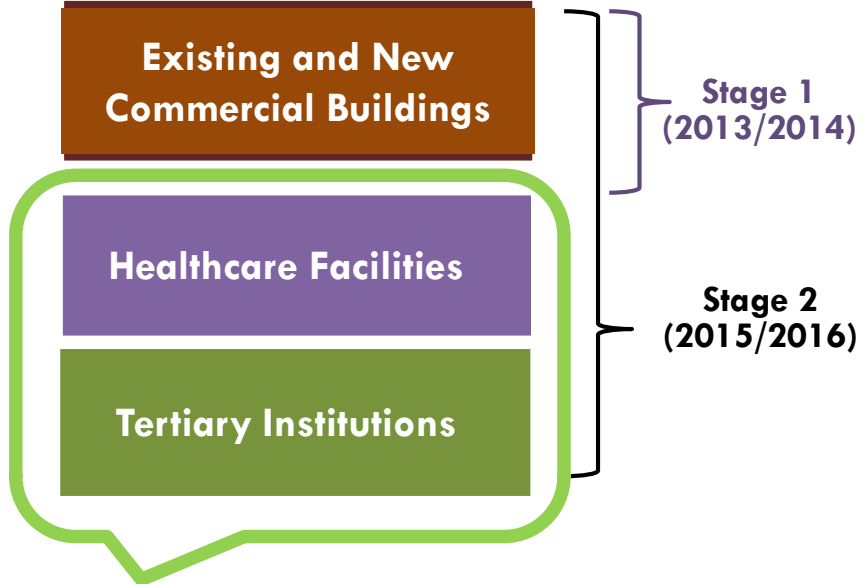 Existing and New
Commercial Buildings
Stage 1
(2013/2014)
Healthcare Facilities
Stage 2
(2015/2016)
Tertiary Institutions